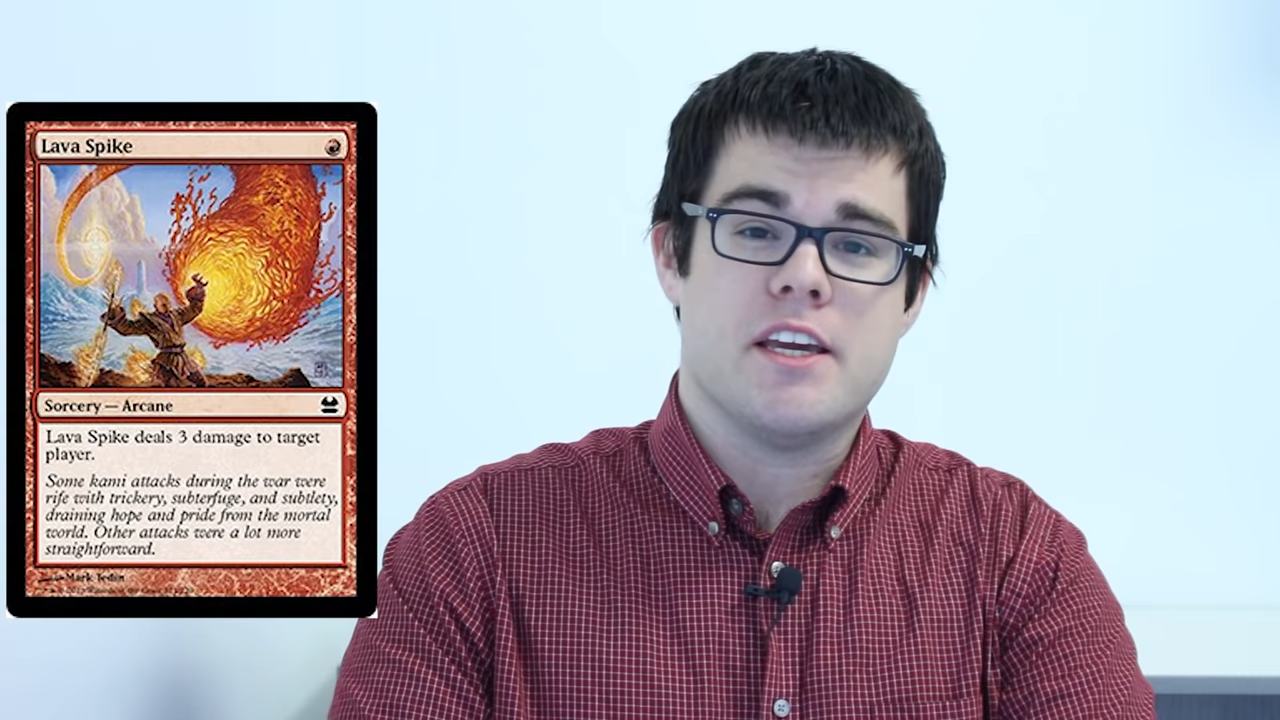 Lava Spike
Sorcery — Arcane
Lava Spike deals 3 damage to target
player.
Some kami attacks during the war were
rife with trickery, subterfuge, and subtlety,
draining hope and pride from the mortal
world. Other attacks were a lot more
straightforward.
Mark Tedin